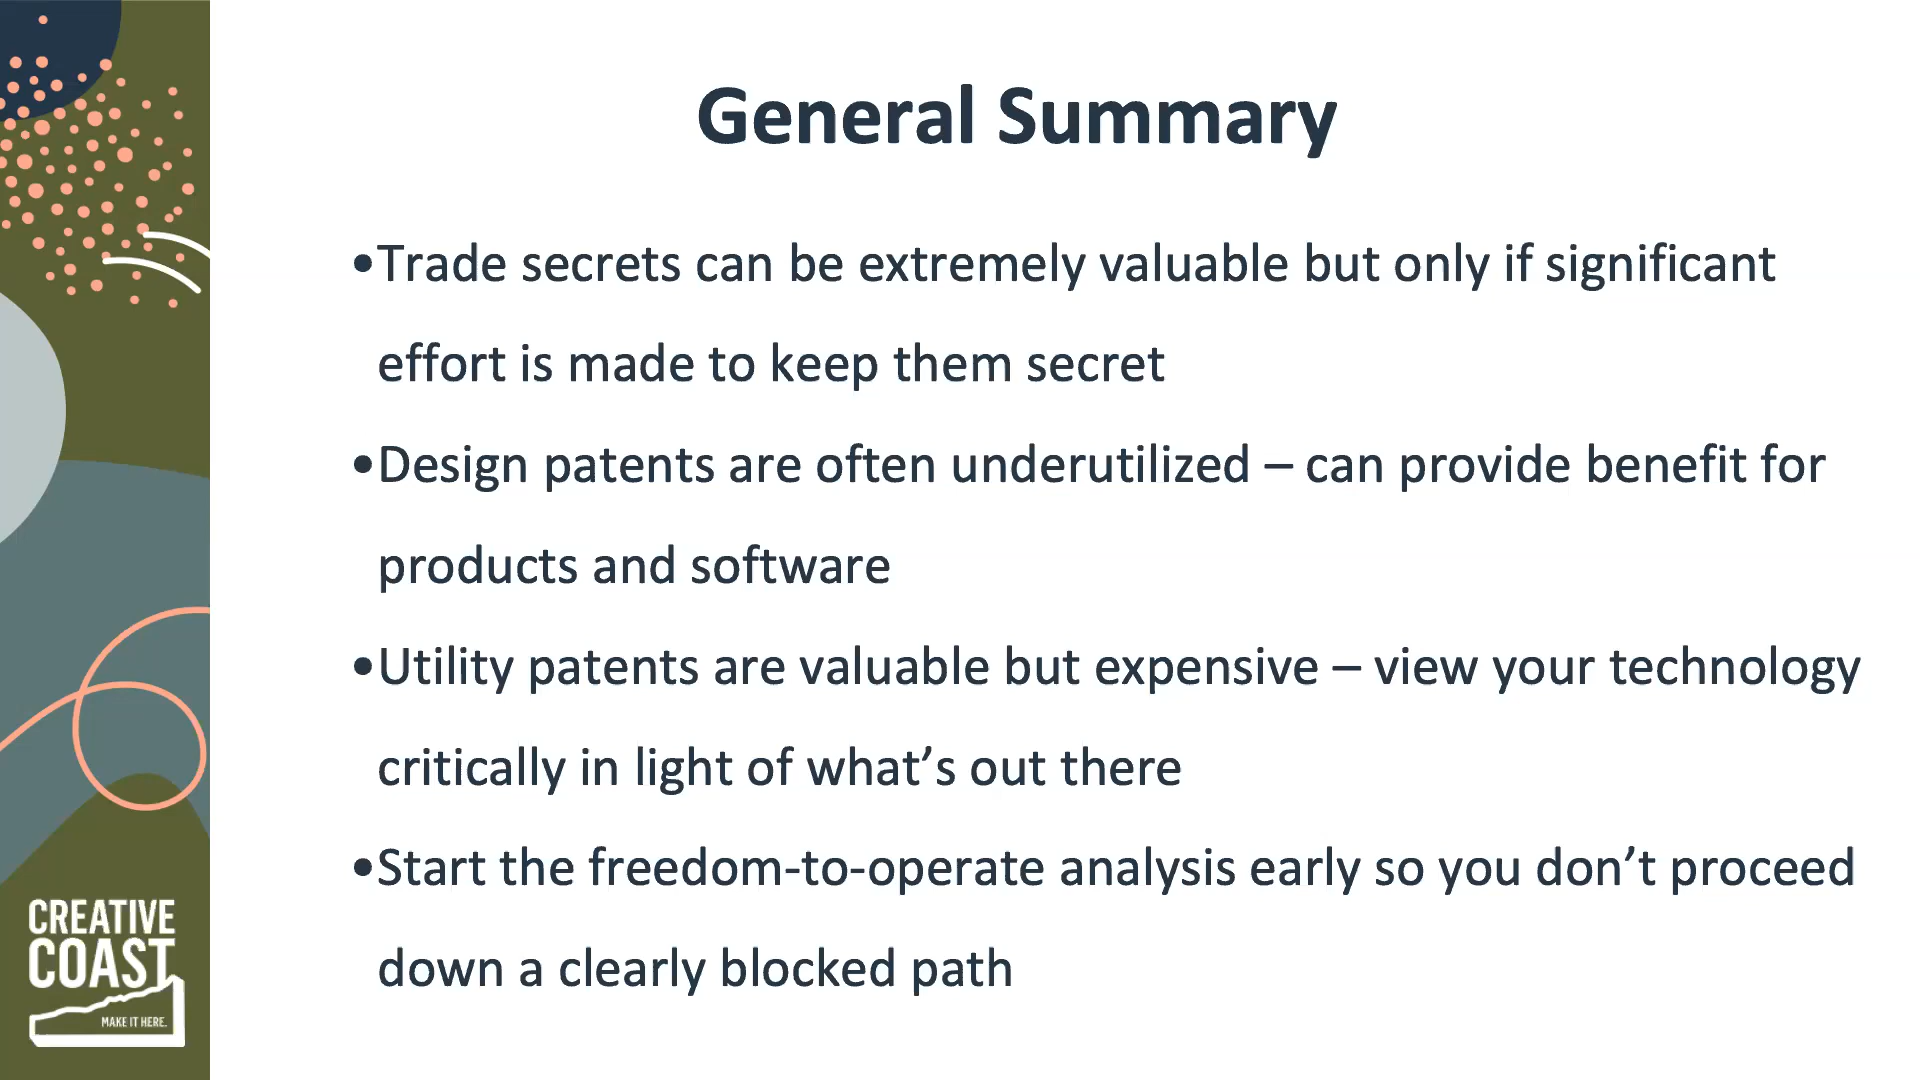 General Summary
•Trade secrets can be extremely valuable but only if significant
effort is made to keep them secret
•Design patents are often underutilized – can provide benefit for
products and software
•Utility patents are valuable but expensive – view your technology
critically in light of what’s out there
•Start the freedom-to-operate analysis early so you don’t proceed
down a clearly blocked path
CREATIVE
COAST
MAKE IT HERE.